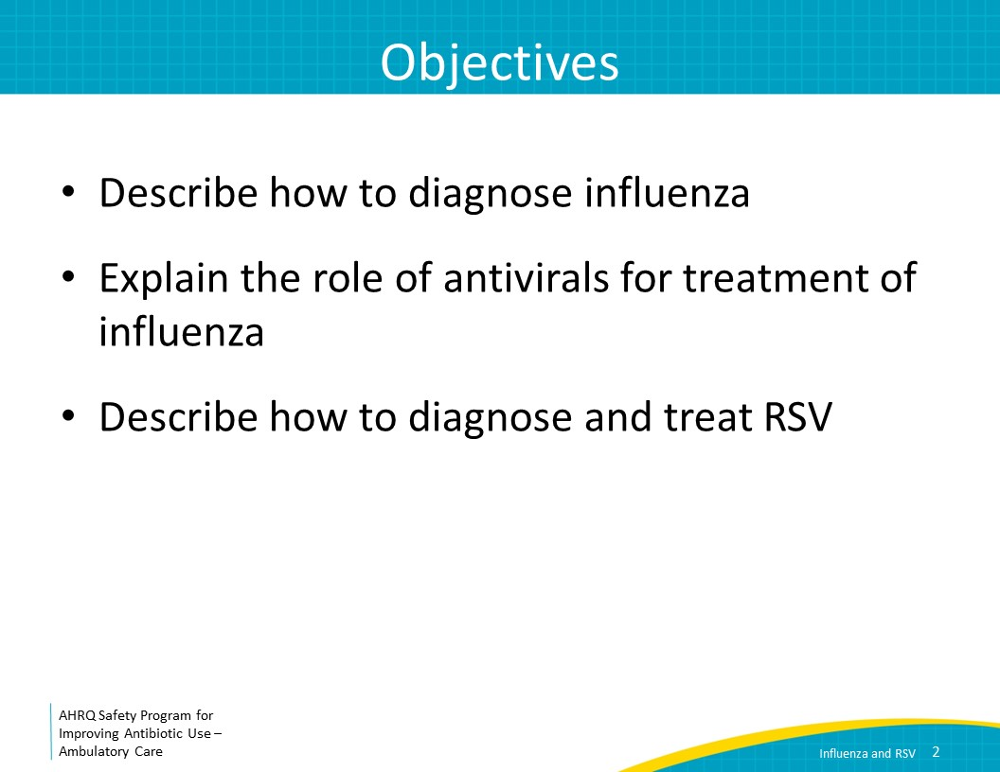 Objectives
• Describe how to diagnose influenza
• Explain the role of antivirals for treatment of
influenza
• Describe how to diagnose and treat RSV
AHRQ Safety Program for
Improving Antibiotic Use –
Ambulatory Care
Influenza and RSV 2